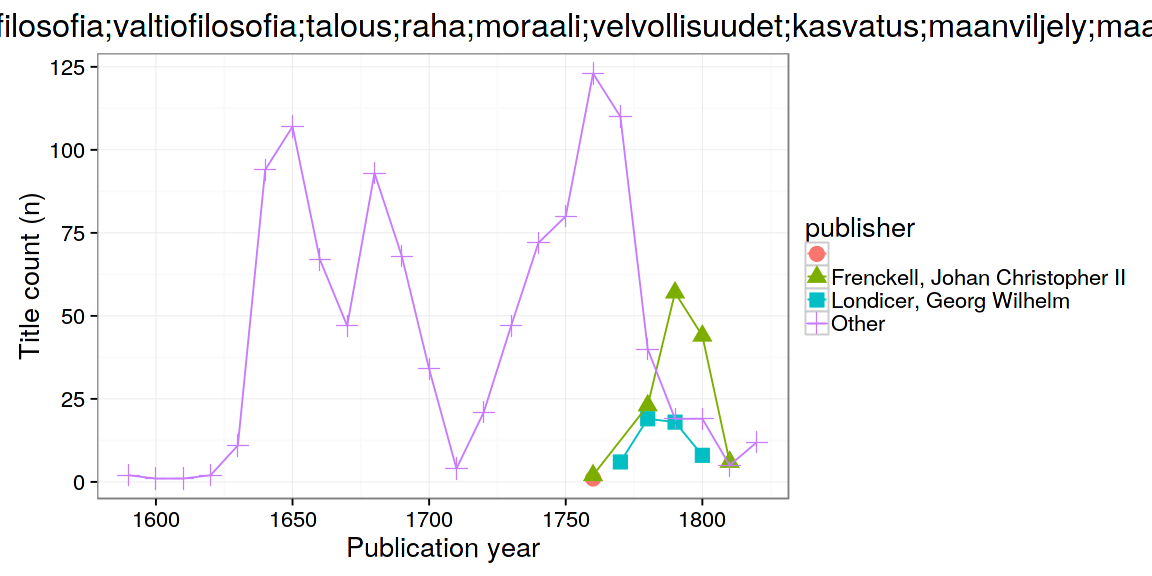 filosofia;valtiofilosofia;talous;raha;moraali;velvollisuudet;kasvatus;maanviljely;maa
125
100
75
50
25
0
Title count (n)
1600 1650 1700 1750 1800
Publication year
publisher
Frenckell, Johan Christopher II
Londicer, Georg Wilhelm
Other